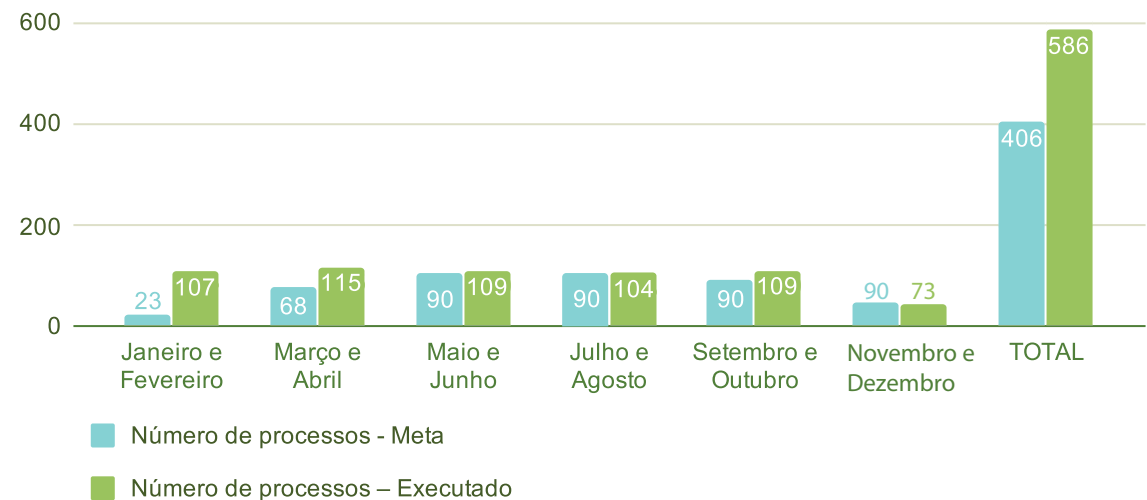 600
586
400
406
200
0
23
107
68
115
90
109
90
104
90
109
90
73
Janeiro e
Fevereiro
Março e
Abril
Maio e
Junho
Julho e
Agosto
Setembro e
Outubro
Novembro e
Dezembro
TOTAL
Número de processos - Meta
Número de processos – Executado